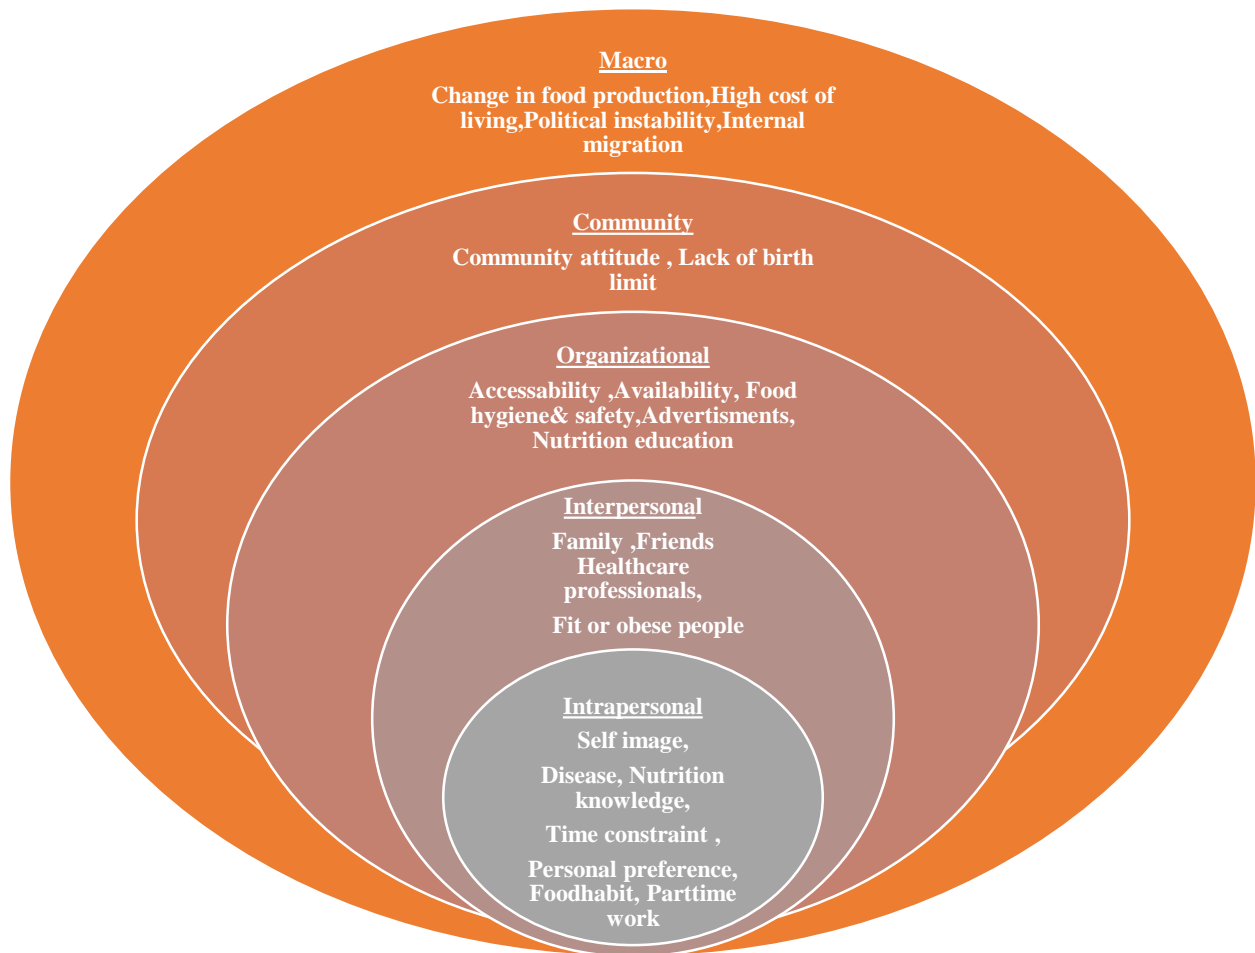 Macro
Change in food production,High cost of
living,Political instability,Internal
migration
Community
Community attitude , Lack of birth
limit
Organizational
Accessability ,Availability, Food
hygiene& safety,Advertisments,
Nutrition education
Interpersonal
Family ,Friends
Healthcare
professionals,
Fit or obese people
Intrapersonal
Self image,
Disease, Nutrition
knowledge,
Time constraint ,
Personal preference,
Foodhabit, Parttime
work